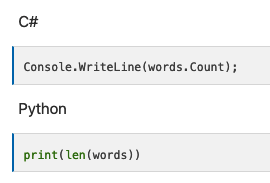 C#
Console.WriteLine(words.Count);
Python
print(len(words))